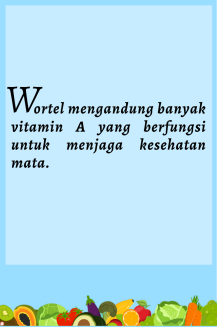 Wortel mengandung banyak
vitamin A yang berfungsi
untuk menjaga kesehatan
mata.